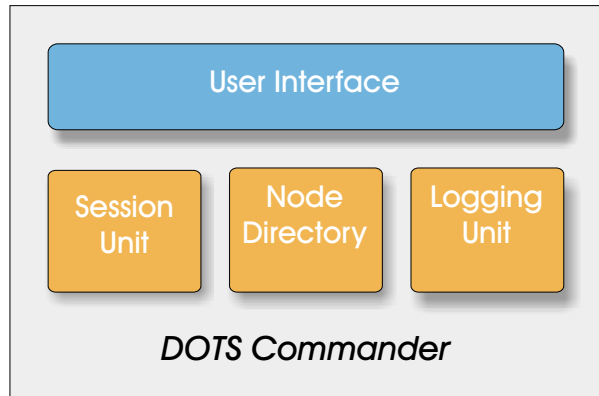 User Interface
Session
Unit
Node
Directory
Logging
Unit
DOTS Commander